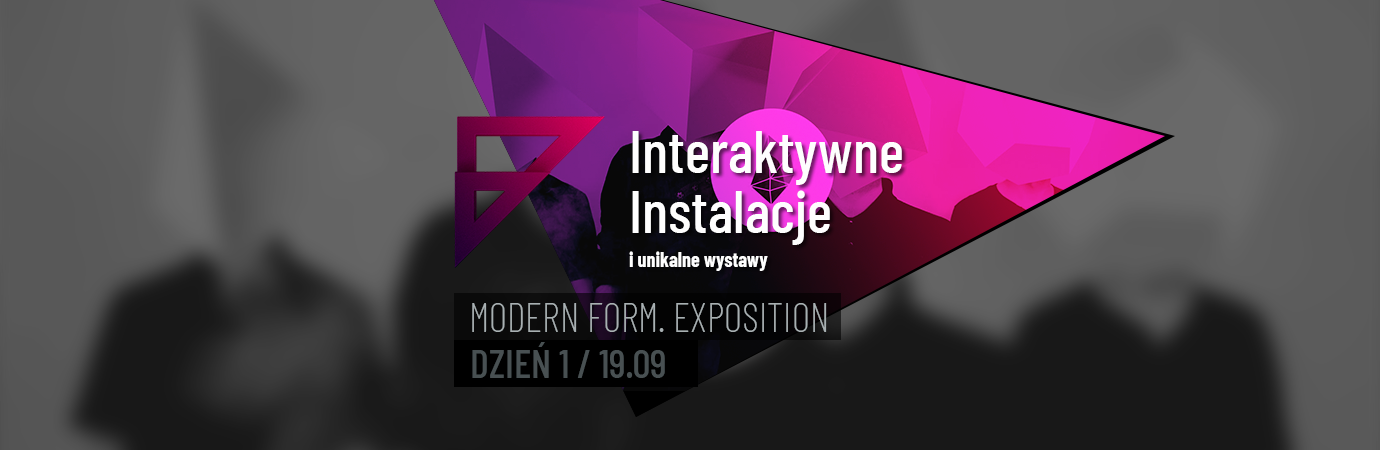 Interaktywne
Instalacje
i unikalne wystawy
MODERN FORM. EXPOSITION
DZIEŃ 1 / 19.09